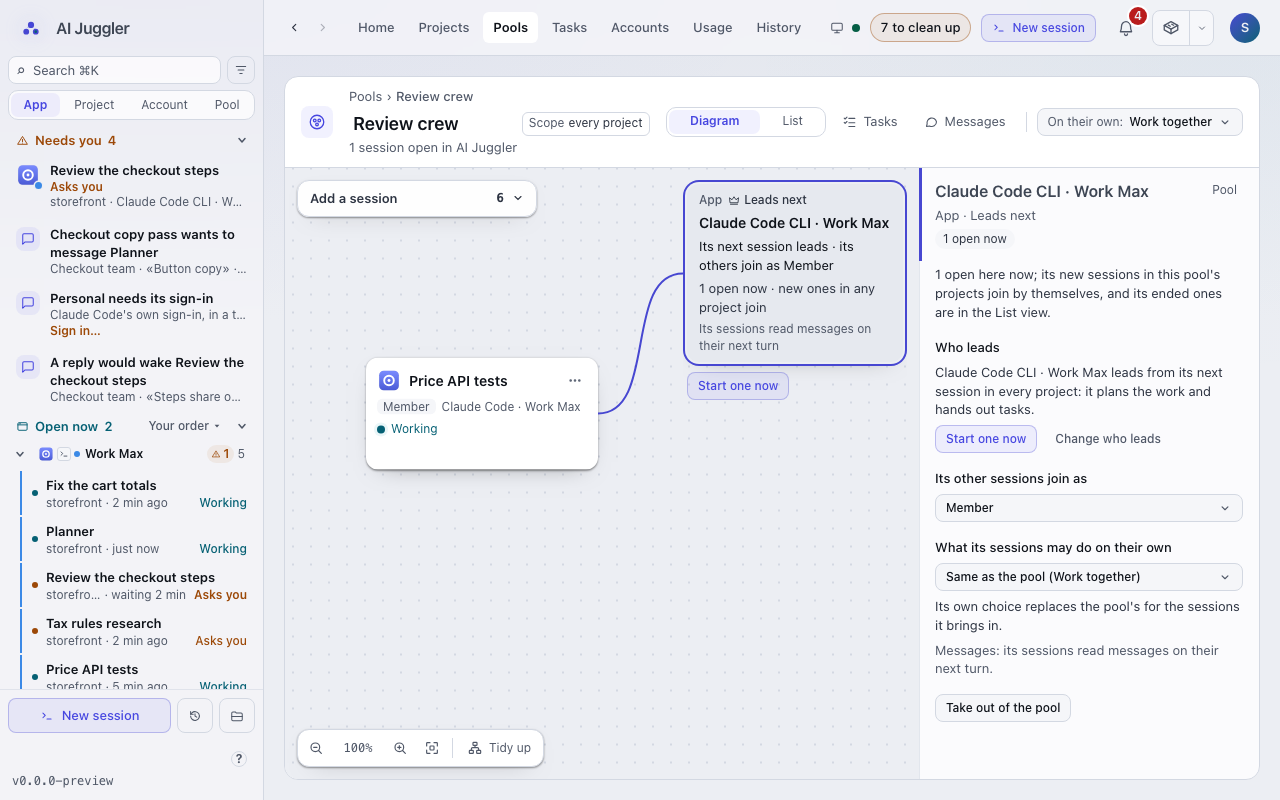 AI Juggler
Search ⌘K
App
Project
Account
Pool
Needs you 4
Review the checkout steps
Asks you
storefront · Claude Code CLI · W…
Checkout copy pass wants to
message Planner
Checkout team · «Button copy» ·…
Personal needs its sign-in
Claude Code's own sign-in, in a t…
Sign in…
A reply would wake Review the
checkout steps
Checkout team · «Steps share o…
Open now 2
Your order
Work Max
1
5
Fix the cart totals
storefront · 2 min ago
Working
Planner
storefront · just now
Working
Review the checkout steps
storefro… · waiting 2 min
Asks you
Tax rules research
storefront · 2 min ago
Asks you
Price API tests
storefront · 5 min ago
Working
New session
?
v0.0.0-preview
Home
Projects
Pools
Tasks
Accounts
Usage
History
7 to clean up
New session
4
S
Pools › Review crew
Review crew
1 session open in AI Juggler
Scope every project
Diagram
List
Tasks
Messages
On their own: Work together
Add a session
6
App
Leads next
Claude Code CLI · Work Max
Its next session leads · its
others join as Member
1 open now · new ones in any
project join
Its sessions read messages on
their next turn
Start one now
Price API tests
Member
Claude Code · Work Max
Working
100%
Tidy up
Claude Code CLI · Work Max
Pool
App · Leads next
1 open now
1 open here now; its new sessions in this pool's
projects join by themselves, and its ended ones
are in the List view.
Who leads
Claude Code CLI · Work Max leads from its next
session in every project: it plans the work and
hands out tasks.
Start one now
Change who leads
Its other sessions join as
Member
What its sessions may do on their own
Same as the pool (Work together)
Its own choice replaces the pool's for the sessions
it brings in.
Messages: its sessions read messages on their
next turn.
Take out of the pool